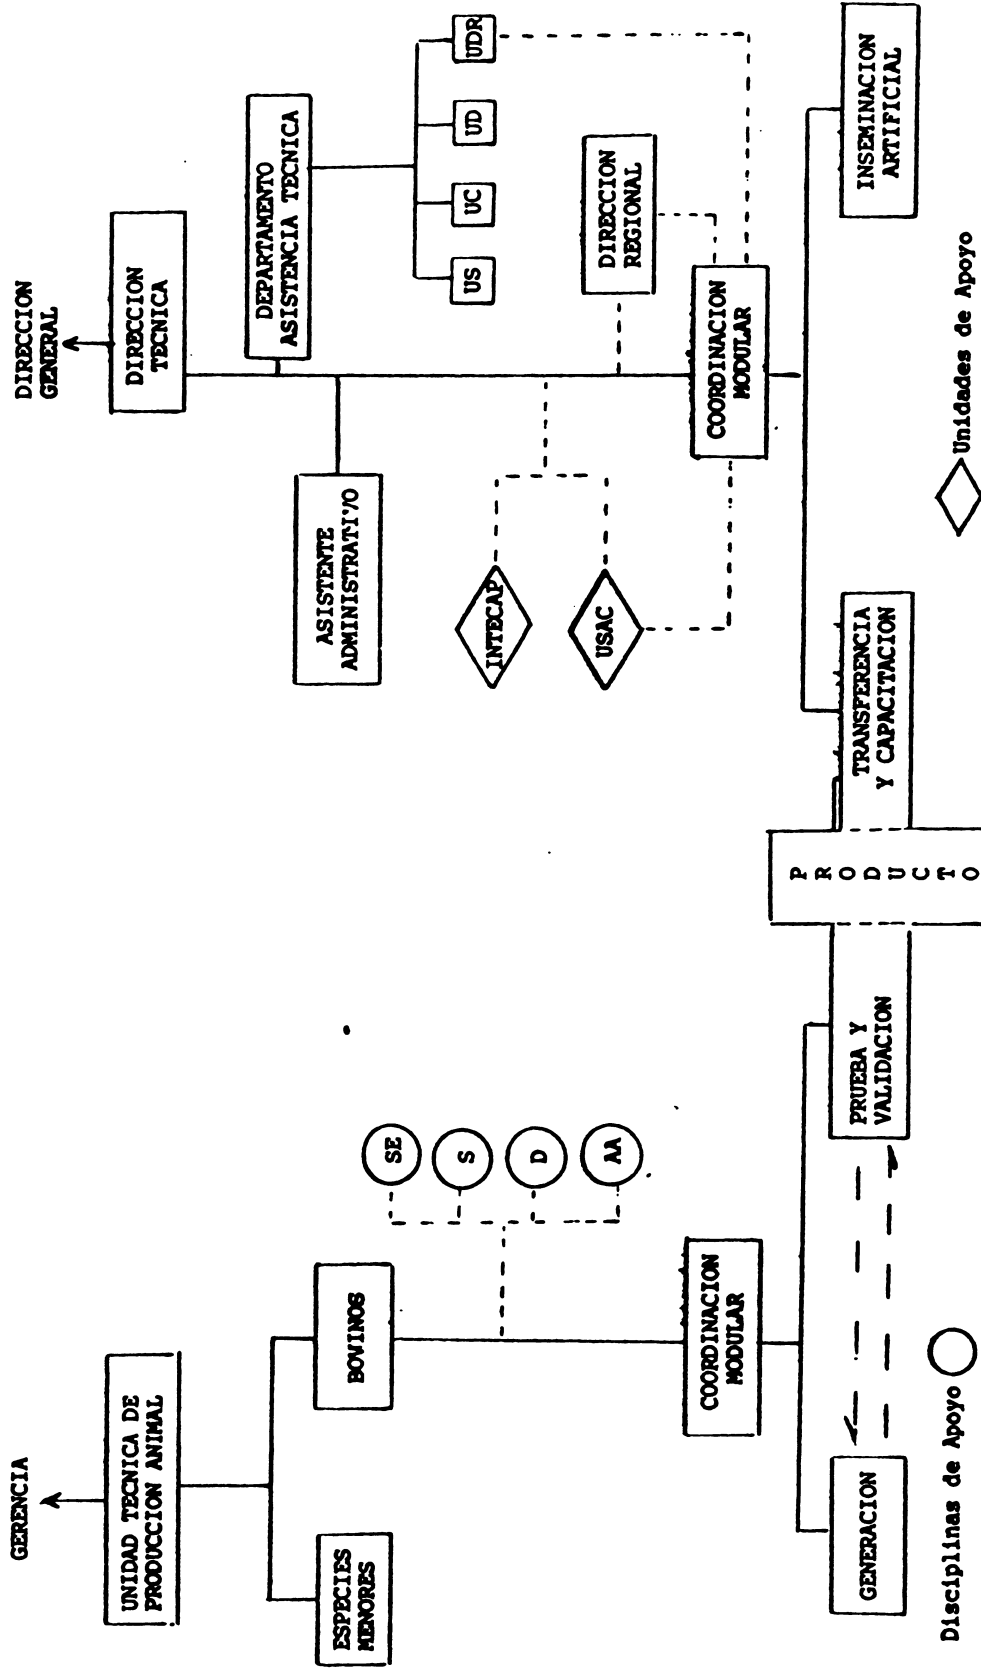 GERENCIA
DIRECCION
GENERAL
UNIDAD TECNICA DE
PRODUCCION ANIMAL
DIRECCION
TECNICA
DEPARTAMENTO
ASISTENCIA TECNICA
ESPECIES
MENORES
BOVINOS
ASISTENTE
ADMINISTRATIVO
SE
S
D
AA
US
UC
UD
UDR
INTECAP
USAC
DIRECCION
REGIONAL
COORDINACION
MODULAR
COORDINACION
MODULAR
GENERACION
PRUEBA Y
VALIDACION
P
R
O
D
U
C
T
O
TRANSFERENCIA
Y CAPACITACION
INSEMINACION
ARTIFICIAL
Disciplinas de Apoyo
Unidades de Apoyo